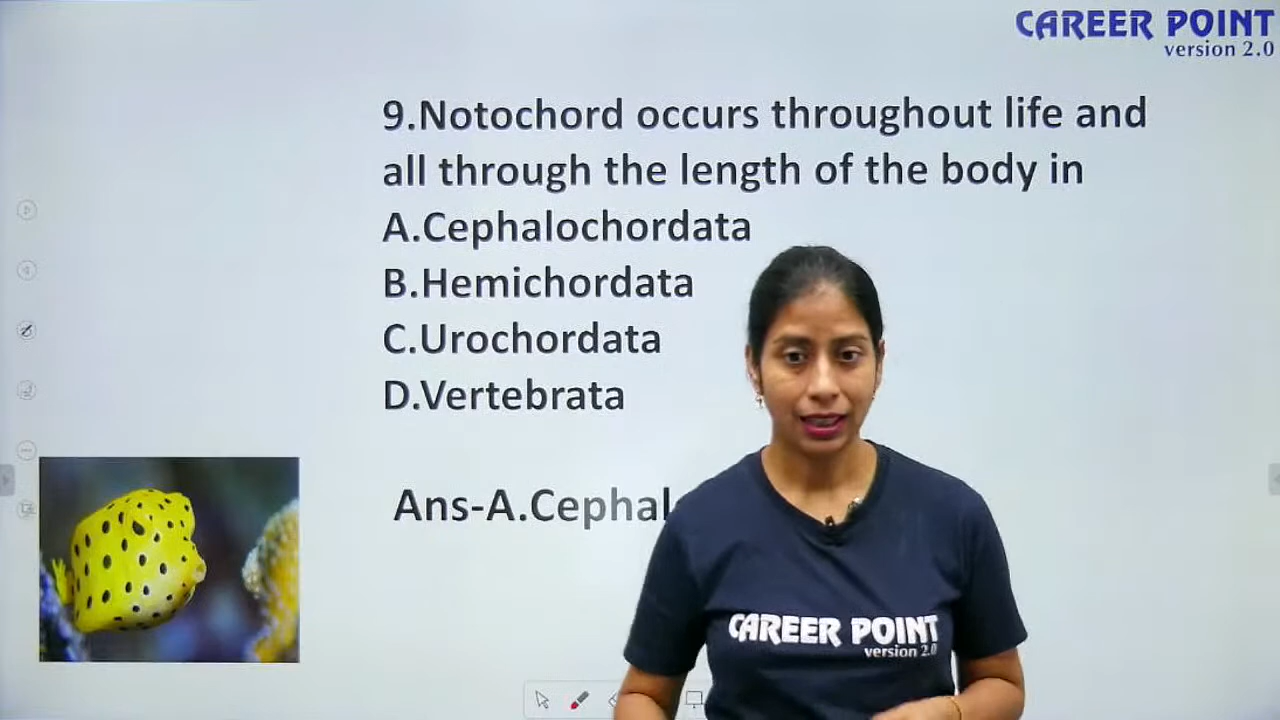 CAREER POINT
version 2.0
9.Notochord occurs throughout life and
all through the length of the body in
A.Cephalochordata
B.Hemichordata
C.Urochordata
D.Vertebrata
Ans-A.Cephal
CAREER POINT
version 2.0